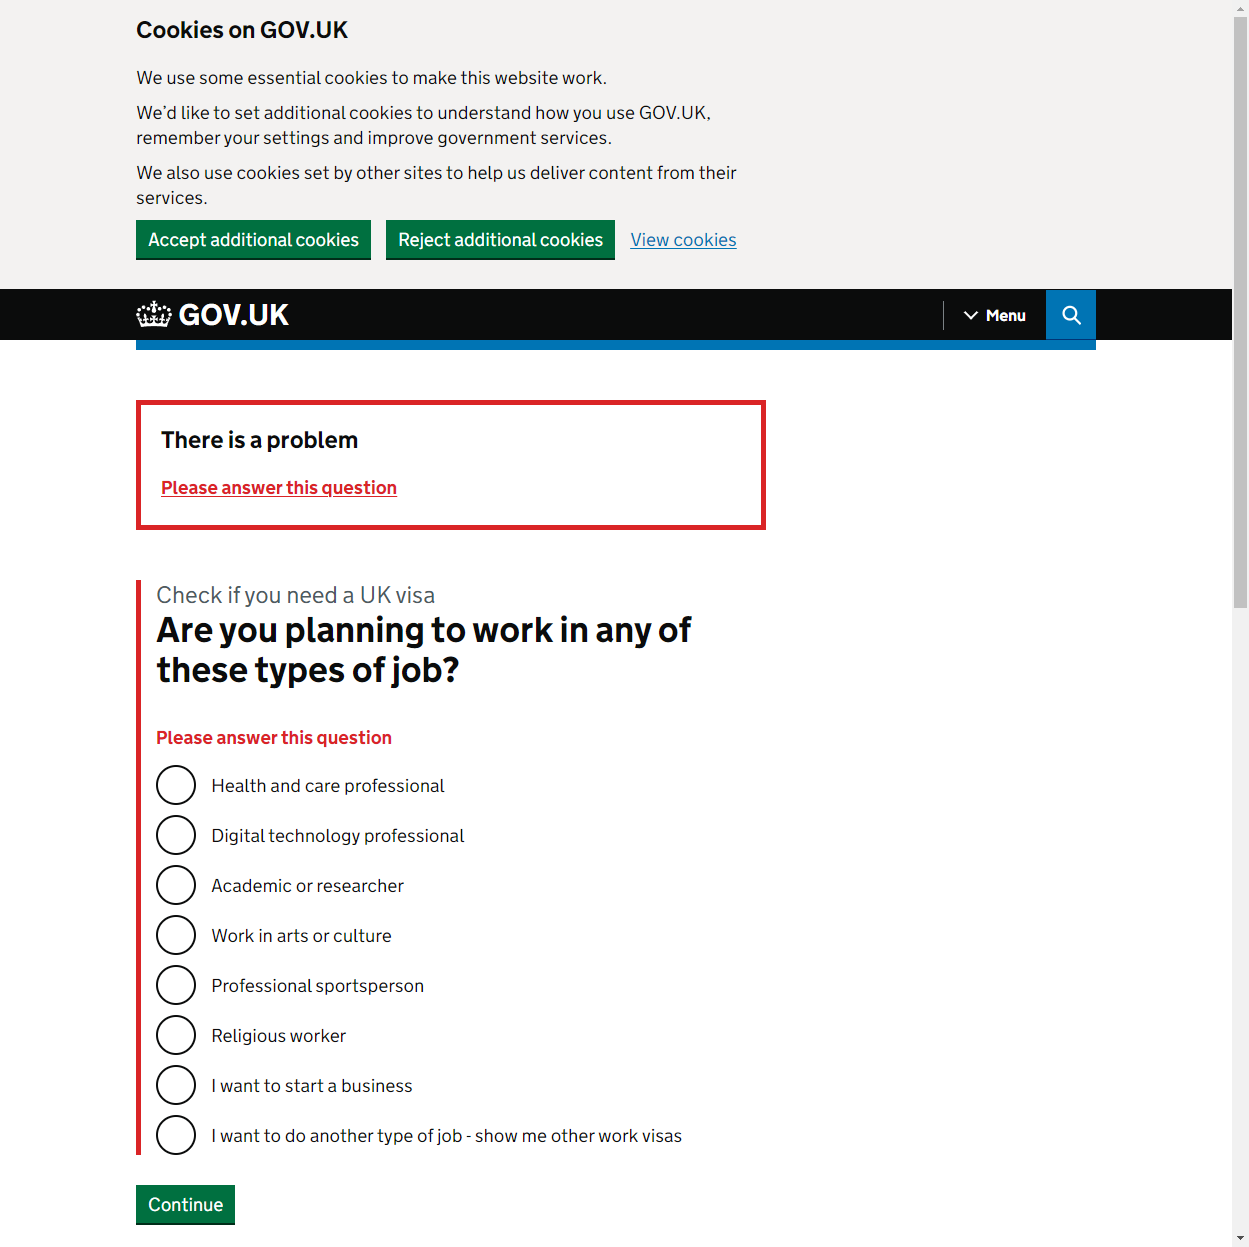 Cookies on GOV.UK
We use some essential cookies to make this website work.
We’d like to set additional cookies to understand how you use GOV.UK,
remember your settings and improve government services.
We also use cookies set by other sites to help us deliver content from their
services.
Accept additional cookies
Reject additional cookies
View cookies
GOV.UK
Menu
There is a problem
Please answer this question
Check if you need a UK visa
Are you planning to work in any of
these types of job?
Please answer this question
Health and care professional
Digital technology professional
Academic or researcher
Work in arts or culture
Professional sportsperson
Religious worker
I want to start a business
I want to do another type of job - show me other work visas
Continue